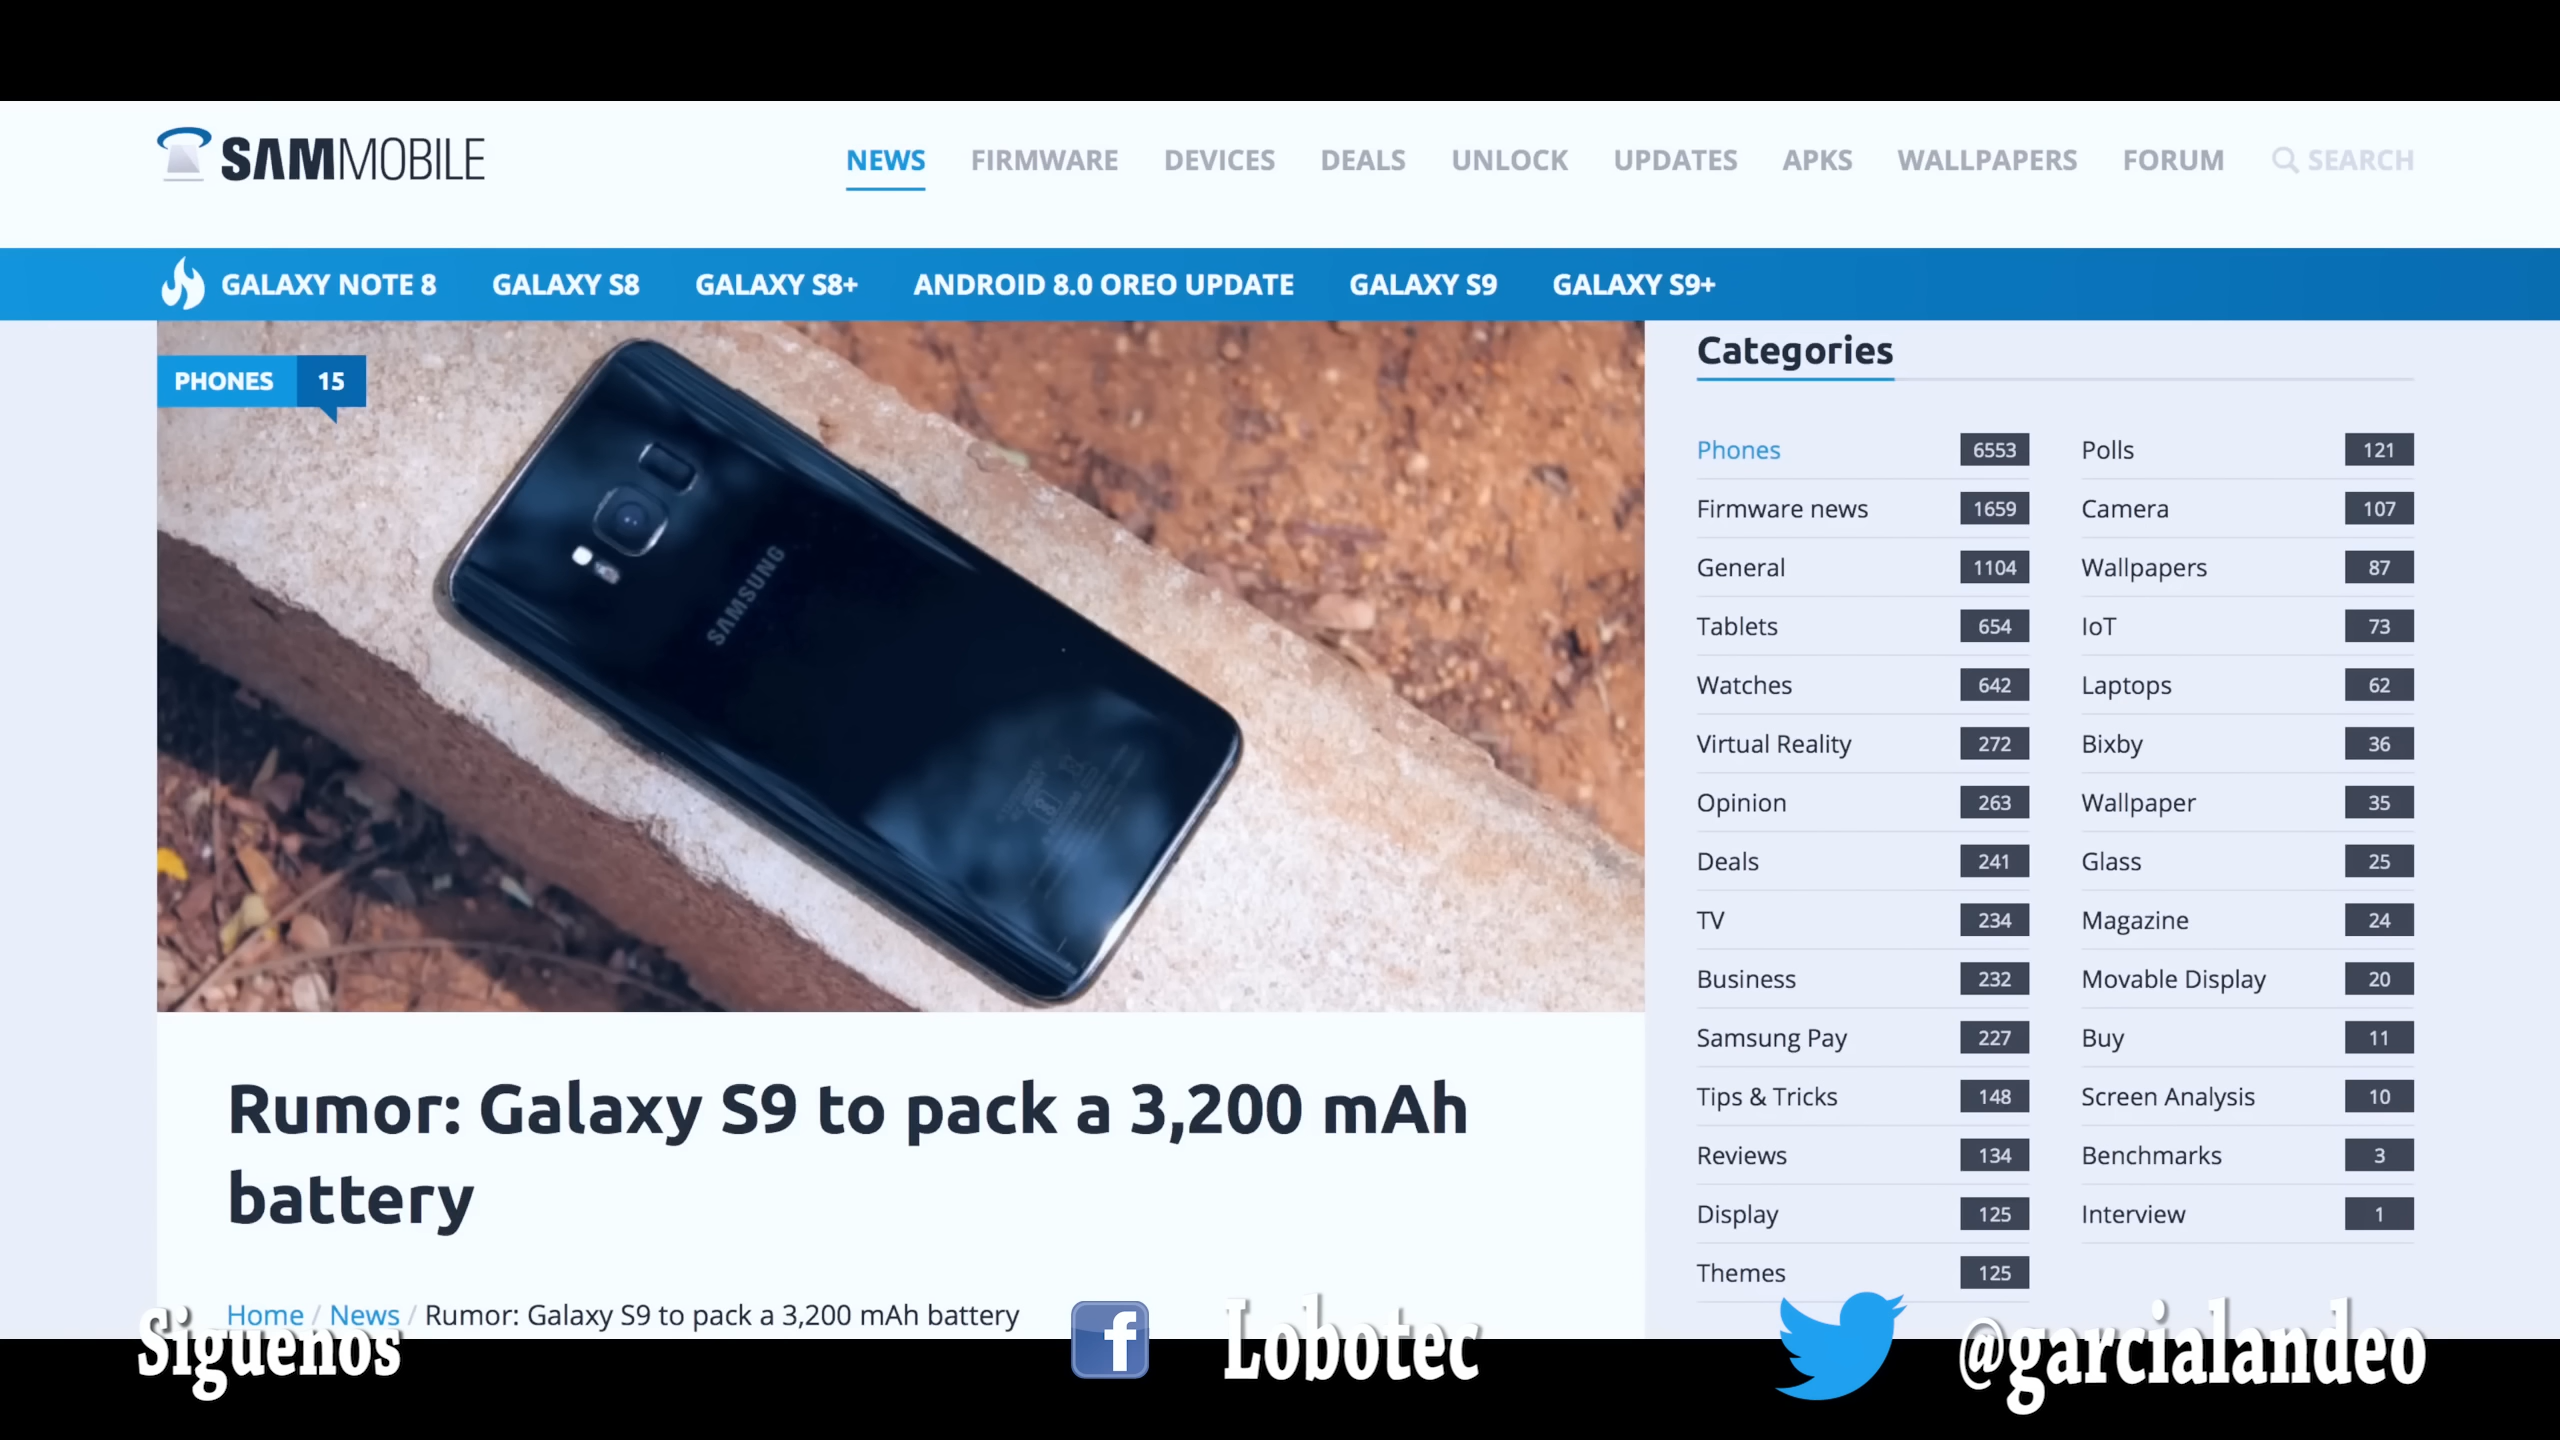 SAMMOBILE
NEWS FIRMWARE DEVICES DEALS UNLOCK UPDATES APKS WALLPAPERS FORUM SEARCH
GALAXY NOTE 8 GALAXY S8 GALAXY S8+ ANDROID 8.0 OREO UPDATE GALAXY S9 GALAXY S9+
PHONES 15
SAMSUNG
Rumor: Galaxy S9 to pack a 3,200 mAh
battery
Home / News / Rumor: Galaxy S9 to pack a 3,200 mAh battery
Categories
Phones 6553
Firmware news 1659
General 1104
Tablets 654
Watches 642
Virtual Reality 272
Opinion 263
Deals 241
TV 234
Business 232
Samsung Pay 227
Tips & Tricks 148
Reviews 134
Display 125
Themes 125
Polls 121
Camera 107
Wallpapers 87
IoT 73
Laptops 62
Bixby 36
Wallpaper 35
Glass 25
Magazine 24
Movable Display 20
Buy 11
Screen Analysis 10
Benchmarks 3
Interview 1
Siguenos f Lobotec @garcialandeo